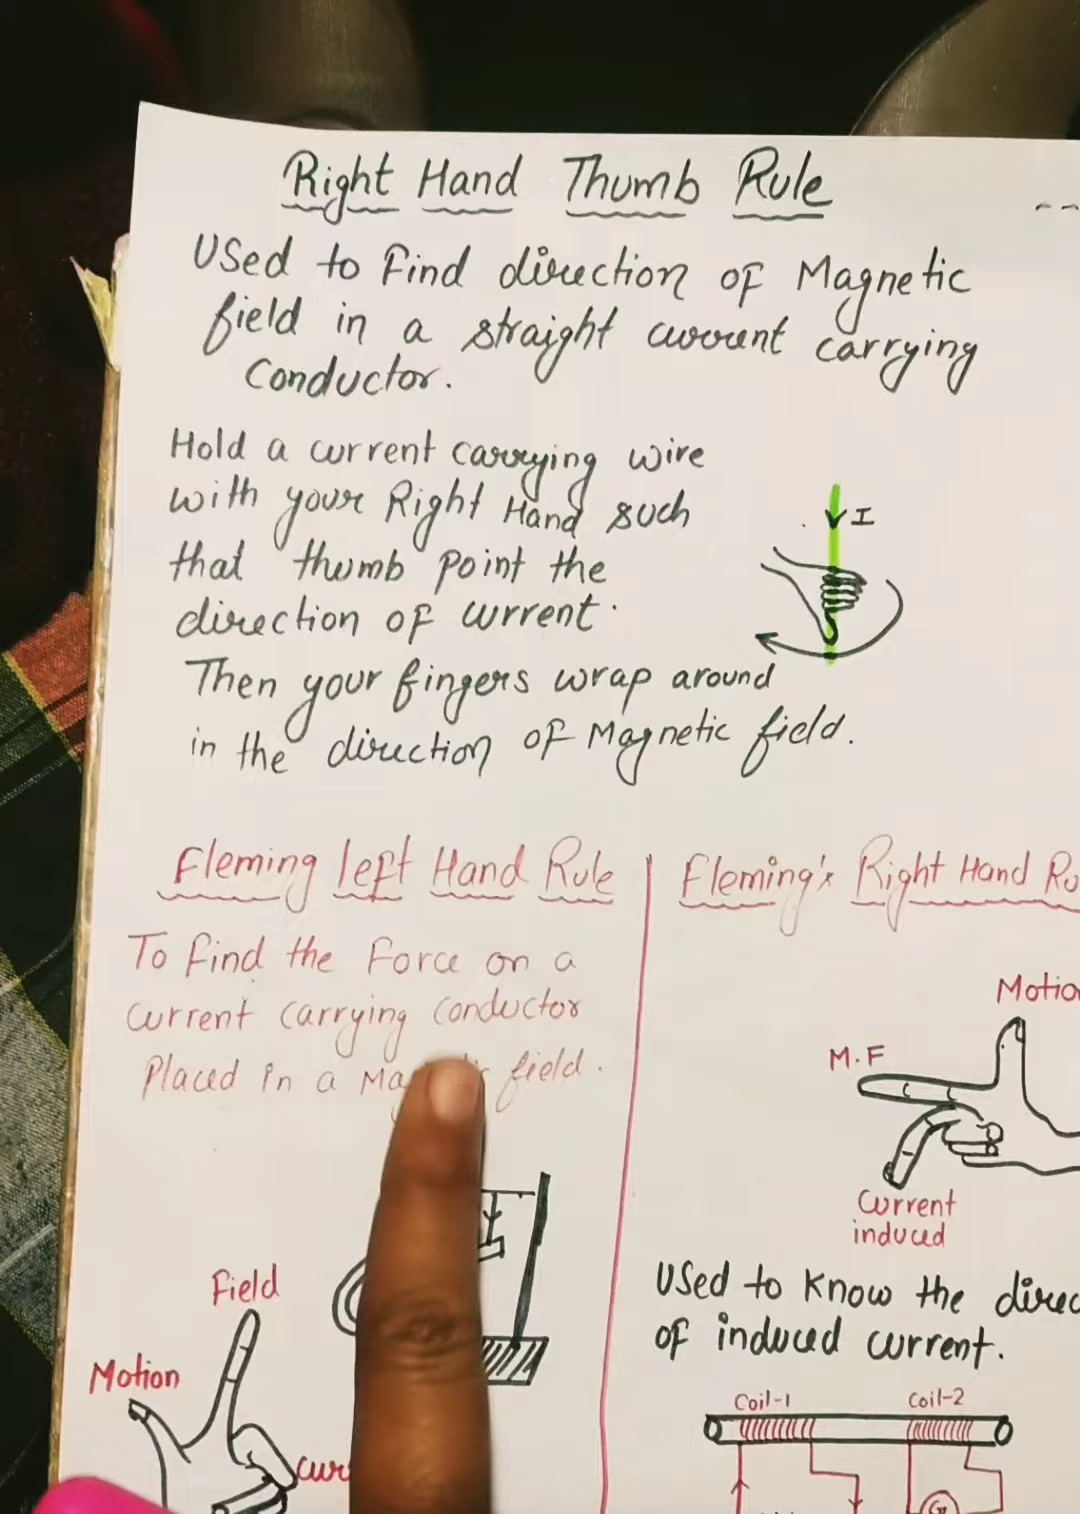 Right Hand Thumb Rule
Used to Find direction of Magnetic
field in a straight current carrying
Conductor.
Hold a current carrying wire
with your Right Hand such
that thumb point the
direction of current.
Then your fingers wrap around
in the direction of Magnetic field.
I
Fleming left Hand Rule
To find the Force on a
current carrying conductor
Placed in a field.
Field
Motion
Fleming's Right Hand
M.F
Current
induced
Used to know the
of induced current.
Coil-1 Coil-2
G